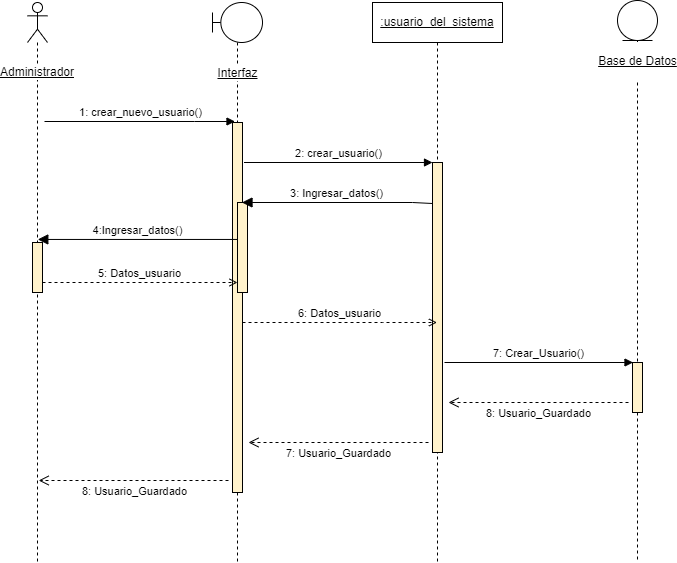 :usuario_del_sistema
Administrador
Interfaz
Base de Datos
1: crear_nuevo_usuario()
2: crear_usuario()
3: Ingresar_datos()
4:Ingresar_datos()
5: Datos_usuario
6: Datos_usuario
7: Crear_Usuario()
8: Usuario_Guardado
7: Usuario_Guardado
8: Usuario_Guardado